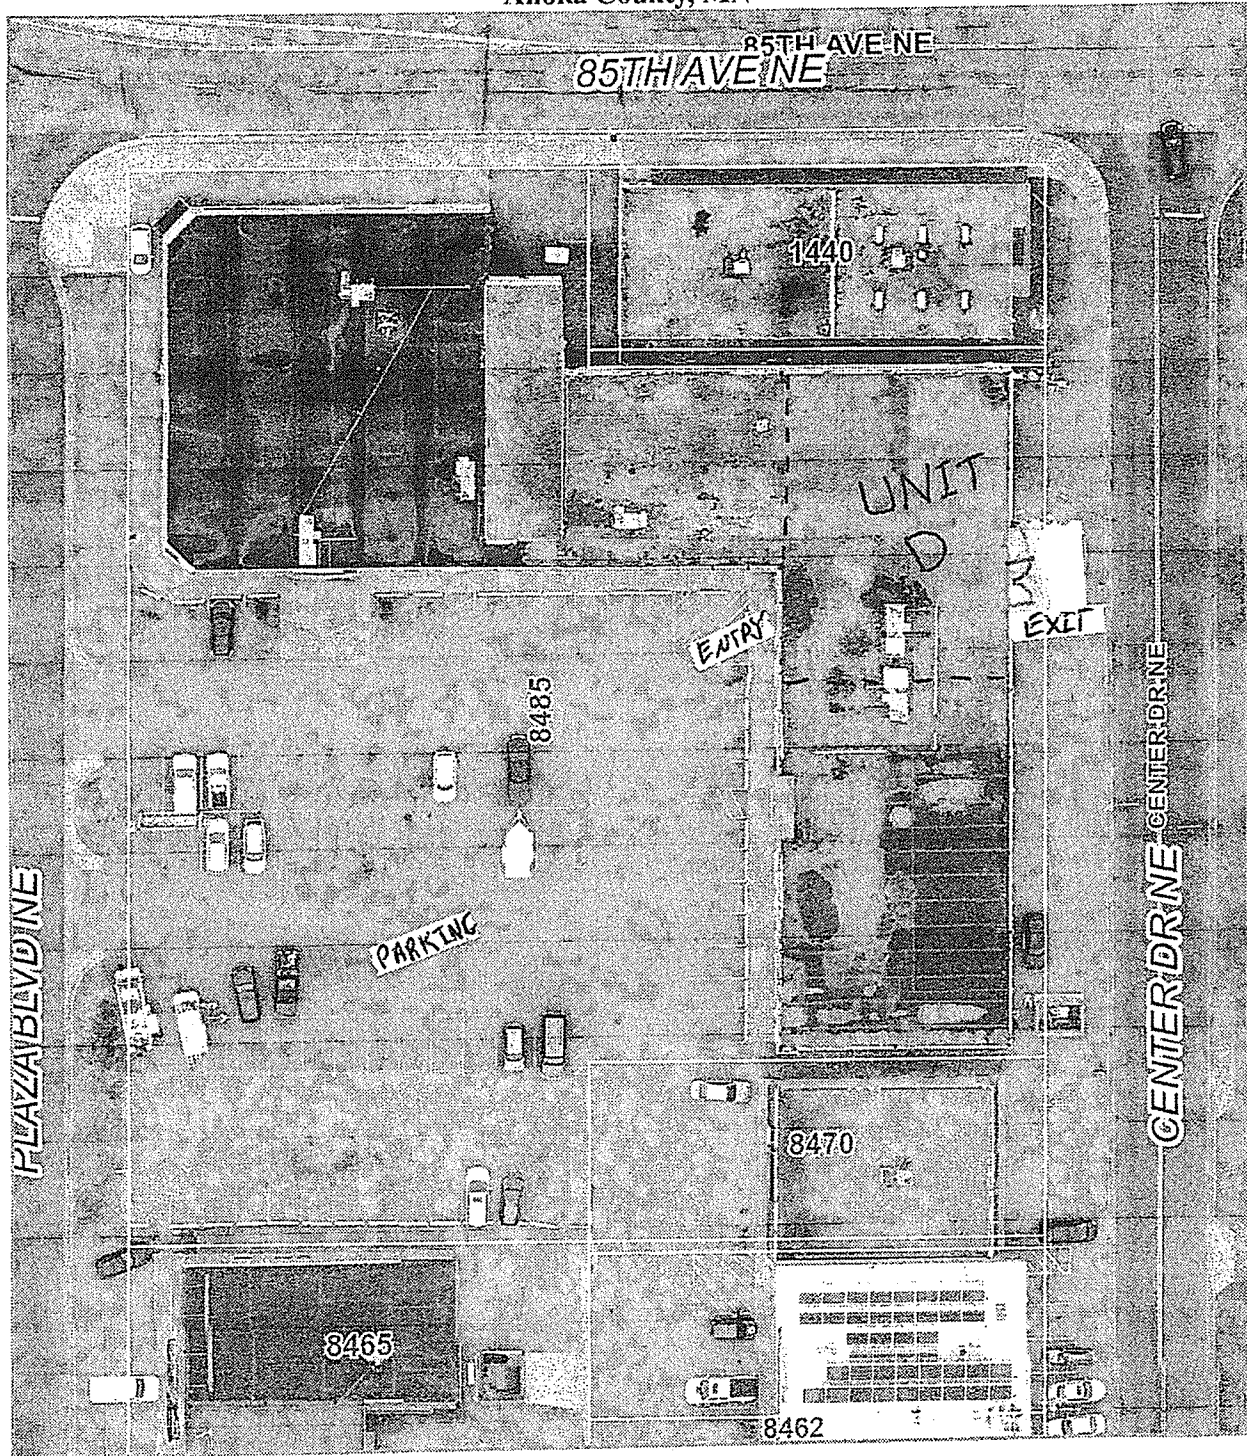 Anoka County, MN
85TH AVE NE
85TH AVE NE
1440
UNIT
D
ENTRY
EXIT
8485
CENTER DR NE
CENTER DR NE
PARKING
PLAZA BLVD NE
8470
8465
8462